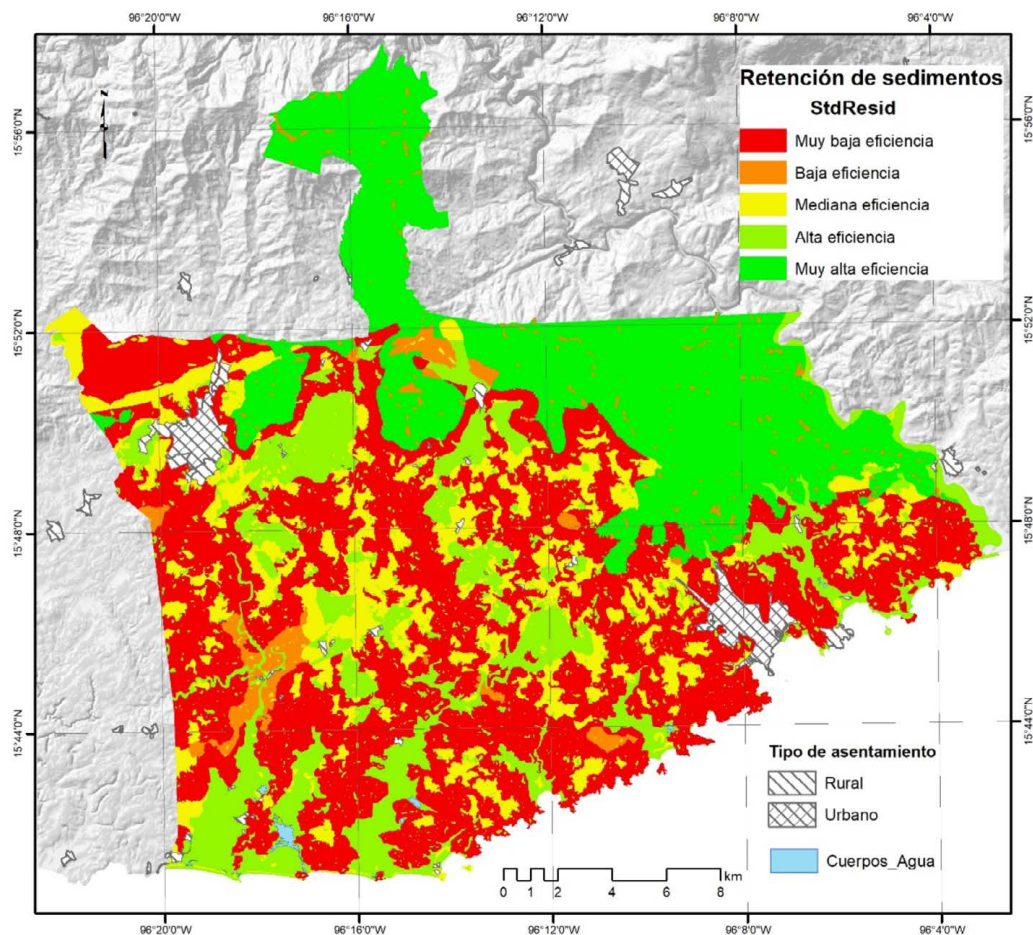 96°20'0"W 96°16'0"W 96°12'0"W 96°8'0"W 96°4'0"W
Retención de sedimentos
StdResid
Muy baja eficiencia
Baja eficiencia
Mediana eficiencia
Alta eficiencia
Muy alta eficiencia
15°56'0"N 15°56'0"N
15°52'0"N 15°52'0"N
15°48'0"N 15°48'0"N
15°44'0"N 15°44'0"N
Tipo de asentamiento
Rural
Urbano
Cuerpos_Agua
km
0 1 2 4 6 8
96°20'0"W 96°16'0"W 96°12'0"W 96°8'0"W 96°4'0"W